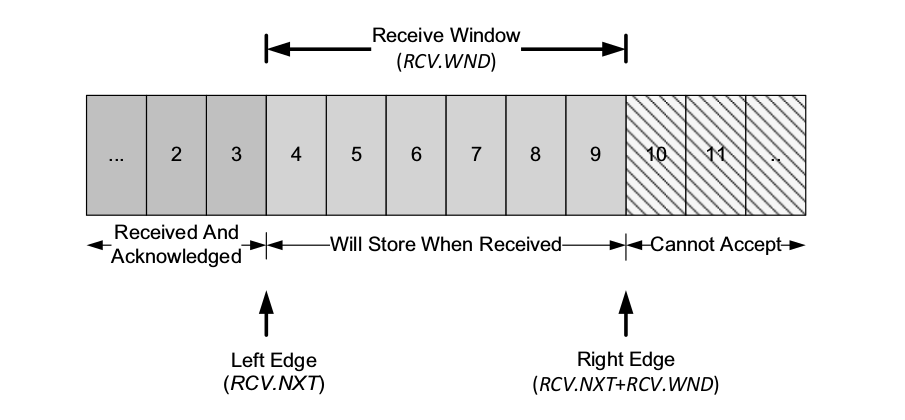 Receive Window
(RCV.WND)
... 2 3 4 5 6 7 8 9 10 11 ..
Received And
Acknowledged
Will Store When Received
Cannot Accept
Left Edge
(RCV.NXT)
Right Edge
(RCV.NXT+RCV.WND)